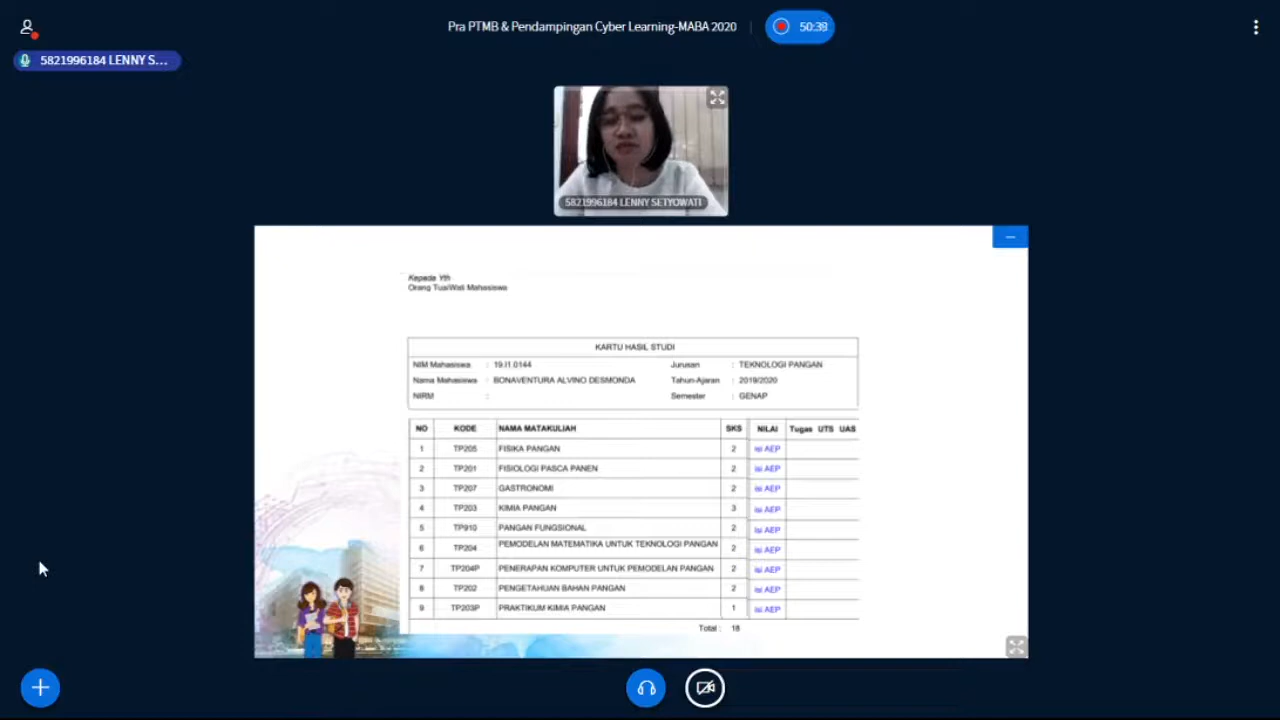 Pra PTMB & Pendampingan Cyber Learning-MABA 2020
50:38
5821996184 LENNY S...
5821996184 LENNY SETYOWATI
Kepada Yth
Orang Tua/Wali Mahasiswa
KARTU HASIL STUDI
NIM Mahasiswa : 19.I1.0144 Jurusan : TEKNOLOGI PANGAN
Nama Mahasiswa : BONAVENTURA ALVINO DESMONDA Tahun-Ajaran : 2019/2020
NIRM : Semester : GENAP
NO KODE NAMA MATAKULIAH SKS NILAI Tugas UTS UAS
1 TP205 FISIKA PANGAN 2 isi AEP
2 TP201 FISIOLOGI PASCA PANEN 2 isi AEP
3 TP207 GASTRONOMI 2 isi AEP
4 TP203 KIMIA PANGAN 3 isi AEP
5 TP910 PANGAN FUNGSIONAL 2 isi AEP
6 TP204 PEMODELAN MATEMATIKA UNTUK TEKNOLOGI PANGAN 2 isi AEP
7 TP204P PENERAPAN KOMPUTER UNTUK PEMODELAN PANGAN 2 isi AEP
8 TP202 PENGETAHUAN BAHAN PANGAN 2 isi AEP
9 TP203P PRAKTIKUM KIMIA PANGAN 1 isi AEP
Total : 18